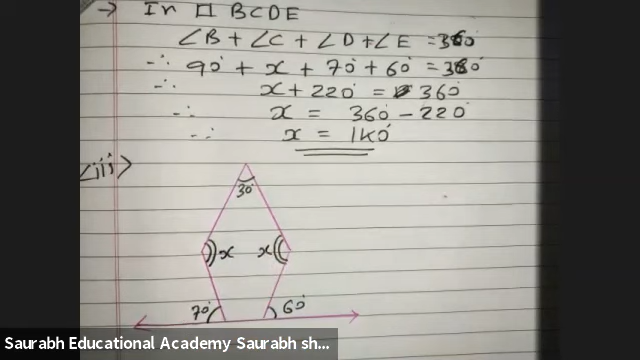 → In □ BCDE
∠B + ∠C + ∠D + ∠E = 360°
∴ 90° + x + 70° + 60° = 360°
∴ x + 220° = 360°
∴ x = 360° - 220°
∴ x = 140°
<iii>
30°
x x
70° 60°
Saurabh Educational Academy Saurabh sh...